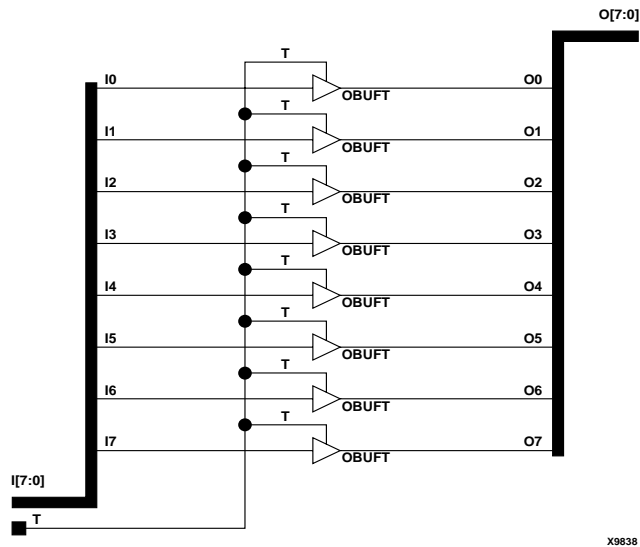 O[7:0]
T
I0 OBUFT O0
T
I1 OBUFT O1
T
I2 OBUFT O2
T
I3 OBUFT O3
T
I4 OBUFT O4
T
I5 OBUFT O5
T
I6 OBUFT O6
T
I7 OBUFT O7
I[7:0]
T
X9838